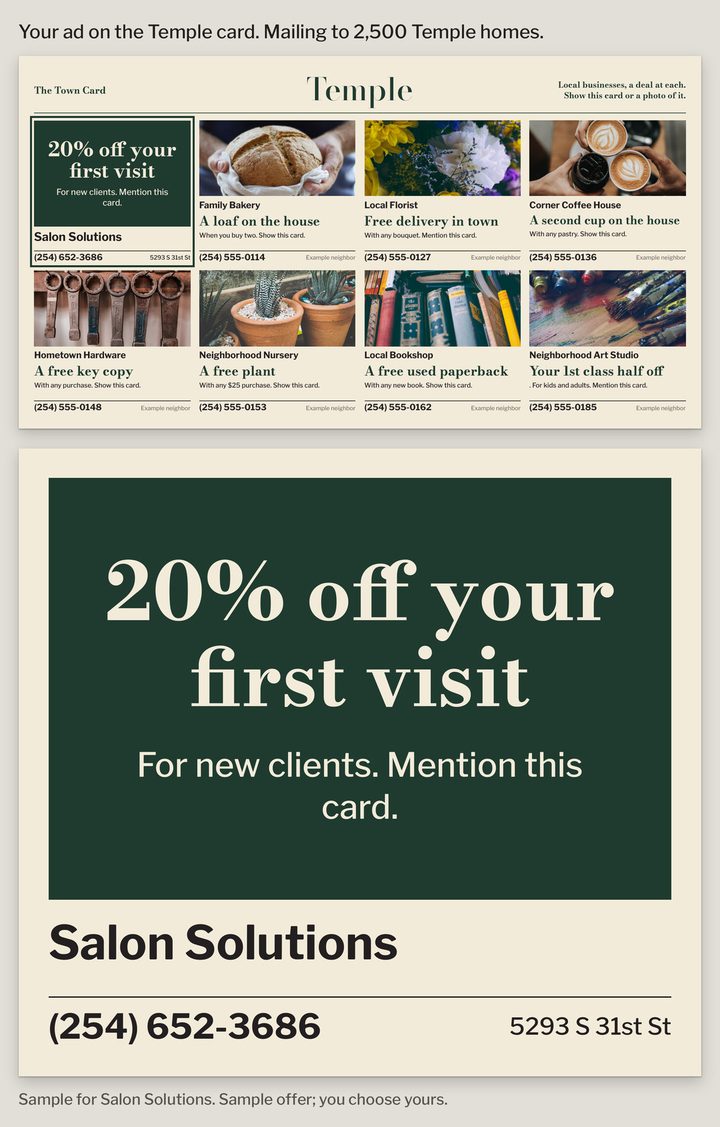 Your ad on the Temple card. Mailing to 2,500 Temple homes.
The Town Card
Temple
Local businesses, a deal at each.
Show this card or a photo of it.
20% off your
first visit
For new clients. Mention this
card.
Salon Solutions
(254) 652-3686
5293 S 31st St
Family Bakery
A loaf on the house
When you buy two. Show this card.
(254) 555-0114
Example neighbor
Local Florist
Free delivery in town
With any bouquet. Mention this card.
(254) 555-0127
Example neighbor
Corner Coffee House
A second cup on the house
With any pastry. Show this card.
(254) 555-0136
Example neighbor
Hometown Hardware
A free key copy
With any purchase. Show this card.
(254) 555-0148
Example neighbor
Neighborhood Nursery
A free plant
With any $25 purchase. Show this card.
(254) 555-0153
Example neighbor
Local Bookshop
A free used paperback
With any new book. Show this card.
(254) 555-0162
Example neighbor
Neighborhood Art Studio
Your 1st class half off
. For kids and adults. Mention this card.
(254) 555-0185
Example neighbor
20% off your
first visit
For new clients. Mention this
card.
Salon Solutions
(254) 652-3686
5293 S 31st St
Sample for Salon Solutions. Sample offer; you choose yours.